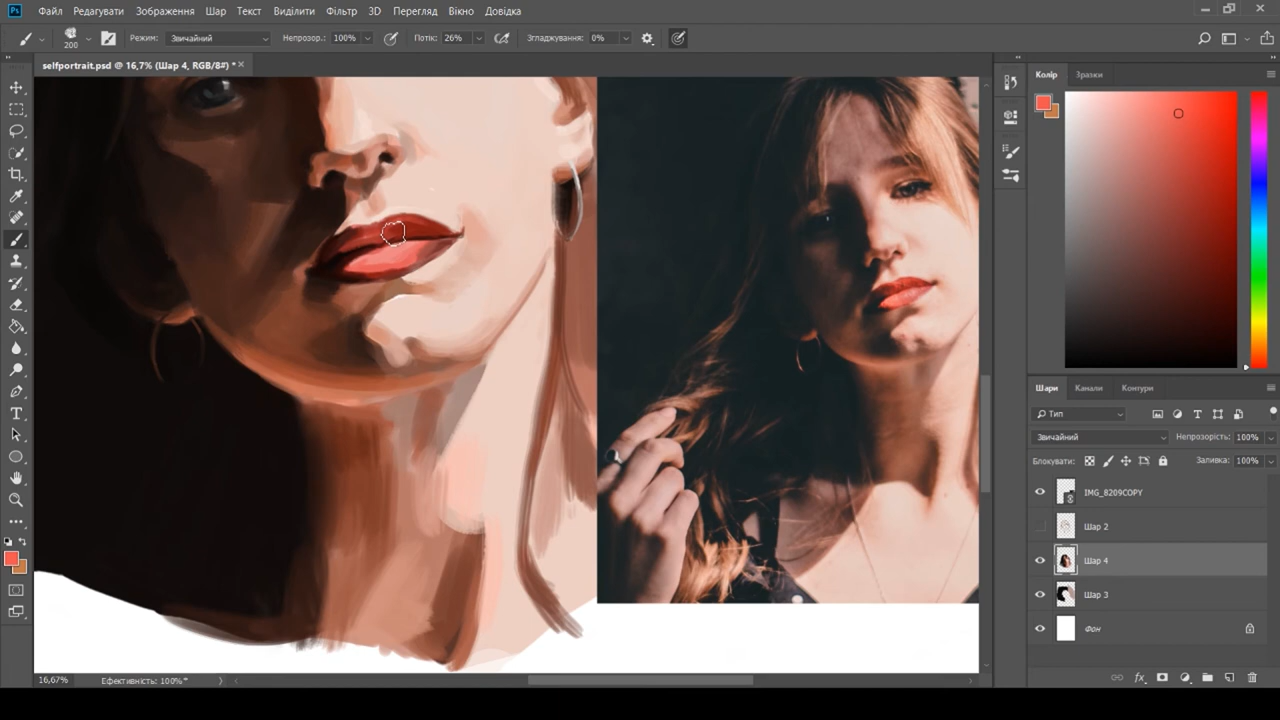 Ps Файл Редагувати Зображення Шар Текст Виділити Фільтр 3D Перегляд Вікно Довідка
200 Режим: Звичайний Непрозор.: 100% Потік: 26% Згладжування: 0%
selfportrait.psd @ 16,7% (Шар 4, RGB/8#) *
Колір Зразки
Шари Канали Контури
Тип
Звичайний Непрозорість: 100%
Блокувати: Заливка: 100%
IMG_8209COPY
Шар 2
Шар 4
Шар 3
Фон
16,67% Ефективність: 100%*
fx